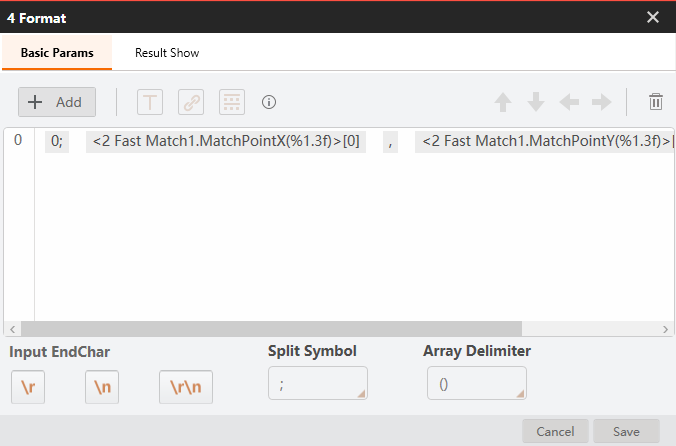 4 Format
Basic Params Result Show
+ Add
0 0; <2 Fast Match1.MatchPointX(%1.3f)>[0] , <2 Fast Match1.MatchPointY(%1.3f)>[
Input EndChar Split Symbol Array Delimiter
\r \n \r\n ; ()
Cancel Save